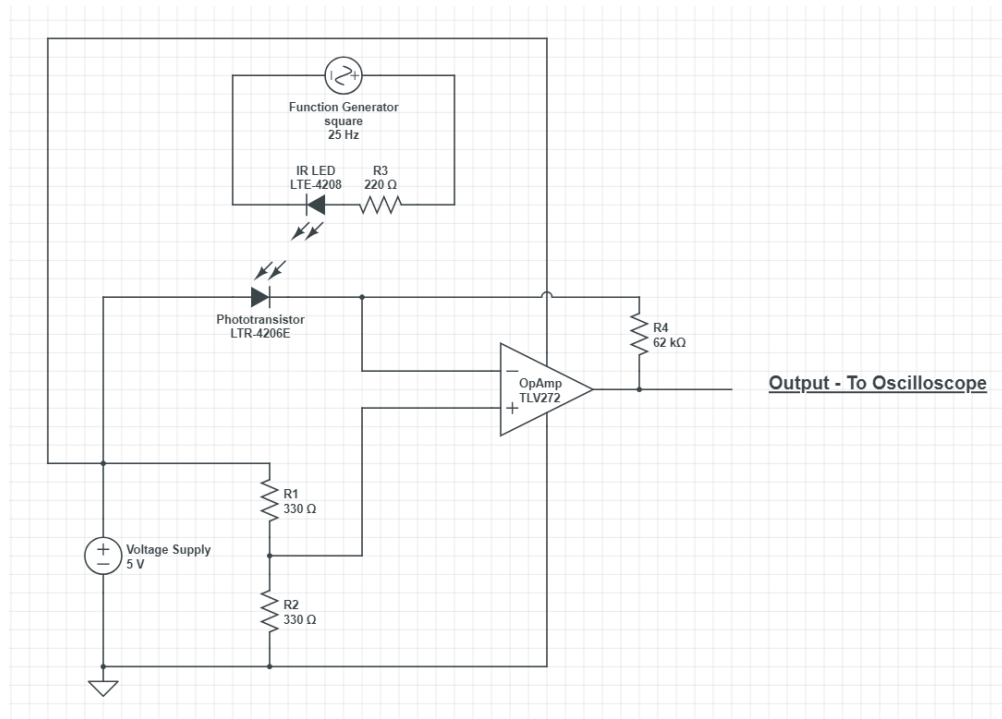 Function Generator
square
25 Hz
IR LED
LTE-4208
R3
220 Ω
Phototransistor
LTR-4206E
R4
62 kΩ
OpAmp
TLV272
Output - To Oscilloscope
R1
330 Ω
Voltage Supply
5 V
R2
330 Ω